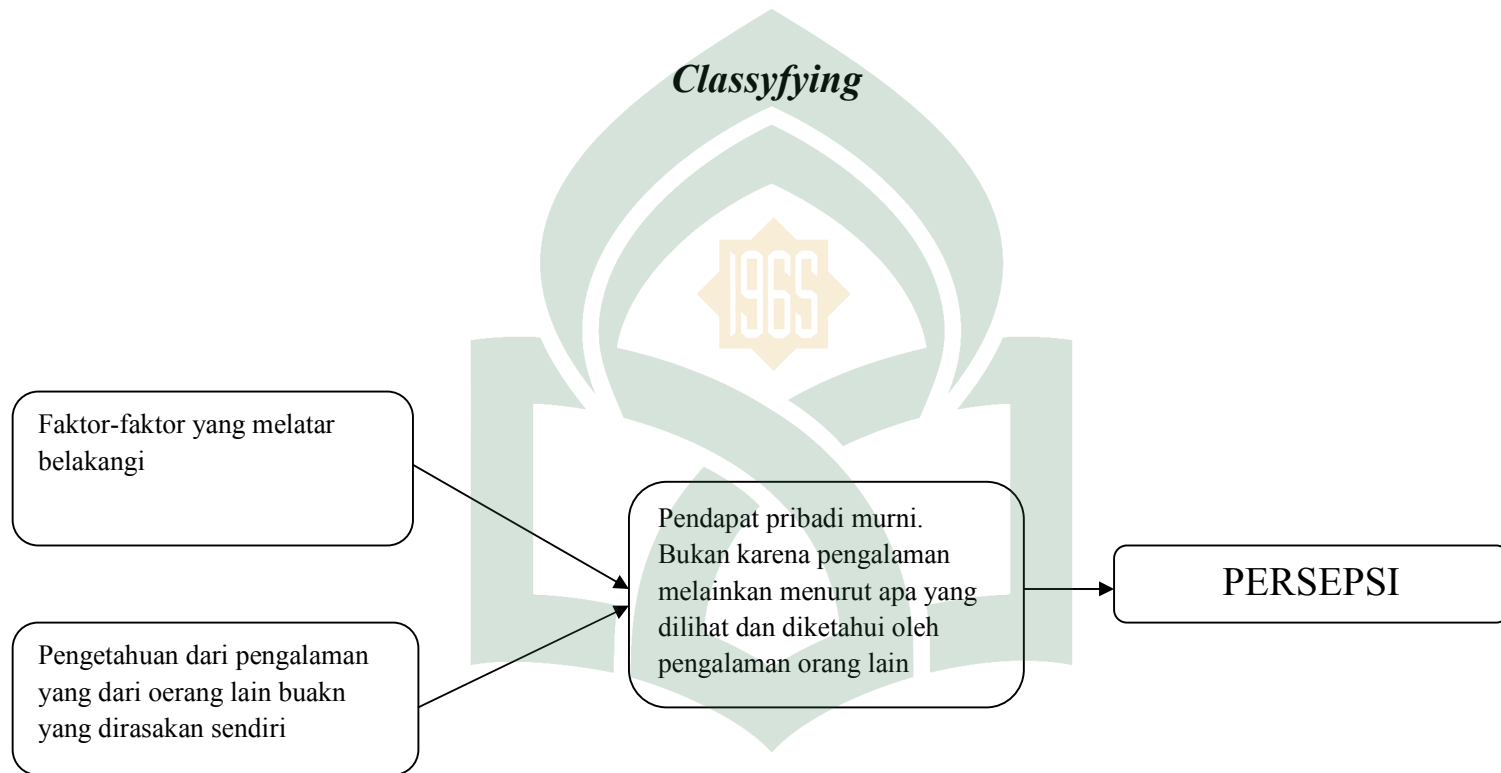 Classyfying
1965
Faktor-faktor yang melatar
belakangi
Pengetahuan dari pengalaman
yang dari oerang lain buakn
yang dirasakan sendiri
Pendapat pribadi murni.
Bukan karena pengalaman
melainkan menurut apa yang
dilihat dan diketahui oleh
pengalaman orang lain
PERSEPSI